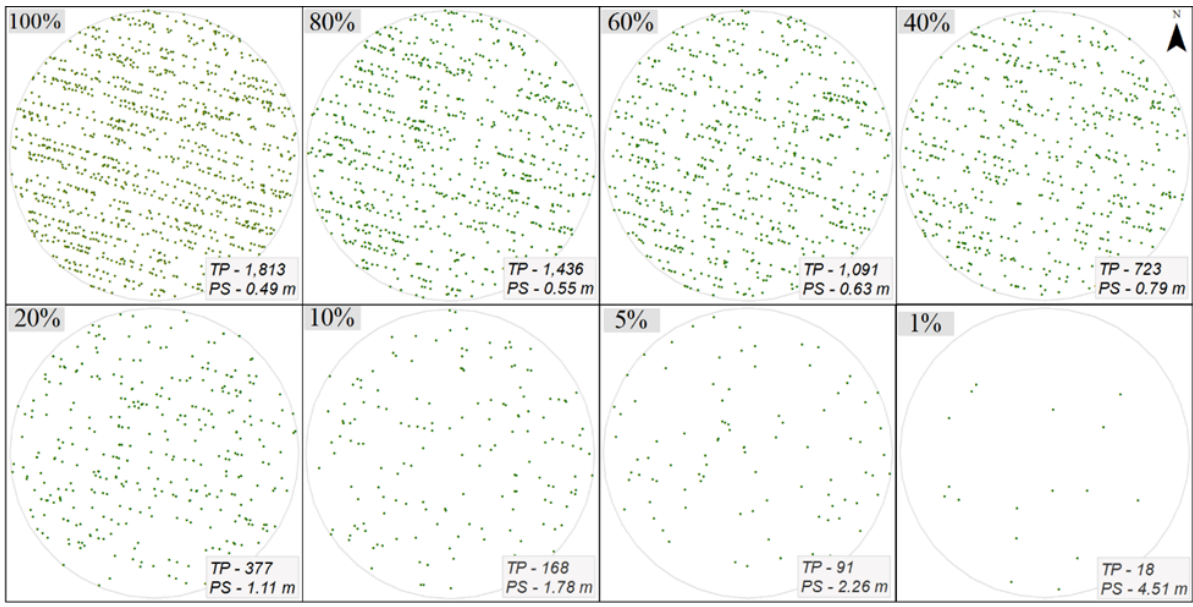 100%
80%
60%
40%
N
TP - 1,813
PS - 0.49 m
TP - 1,436
PS - 0.55 m
TP - 1,091
PS - 0.63 m
TP - 723
PS - 0.79 m
20%
10%
5%
1%
TP - 377
PS - 1.11 m
TP - 168
PS - 1.78 m
TP - 91
PS - 2.26 m
TP - 18
PS - 4.51 m